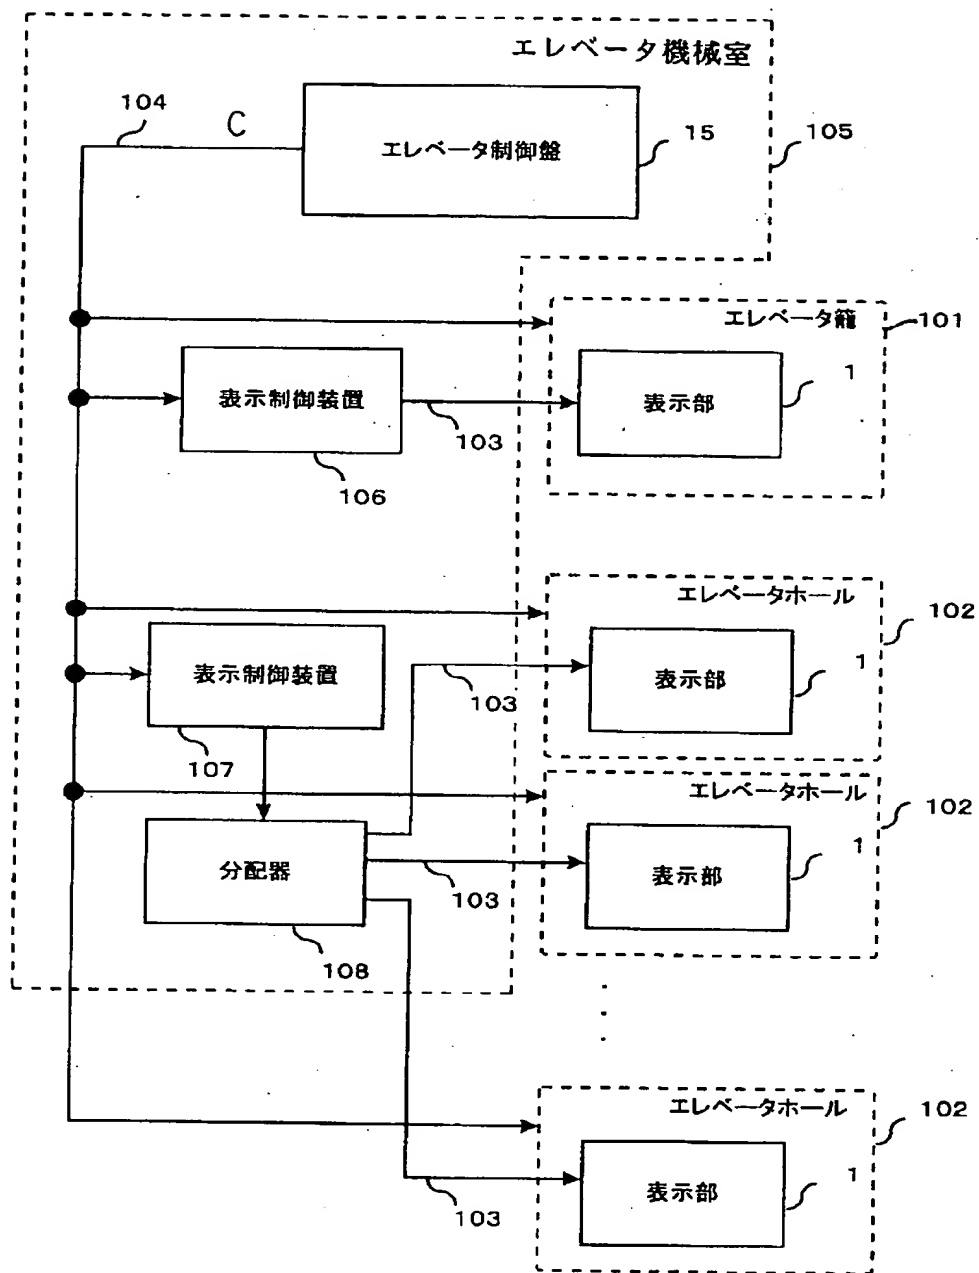 エレベータ機械室
104
C
エレベータ制御盤
15
105
エレベータ籠
101
表示制御装置
103
表示部
1
106
エレベータホール
102
表示制御装置
103
表示部
1
107
エレベータホール
102
分配器
103
表示部
1
108
エレベータホール
102
103
表示部
1